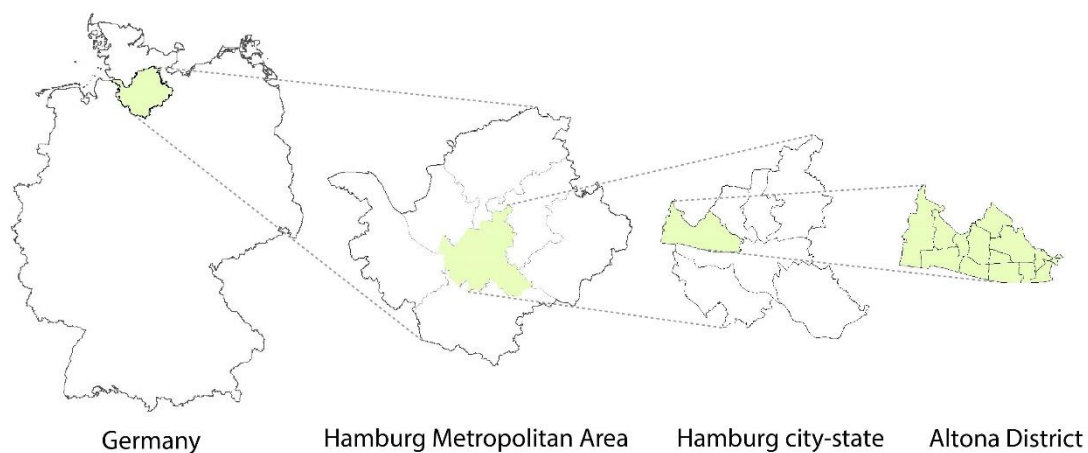 Germany
Hamburg Metropolitan Area
Hamburg city-state
Altona District